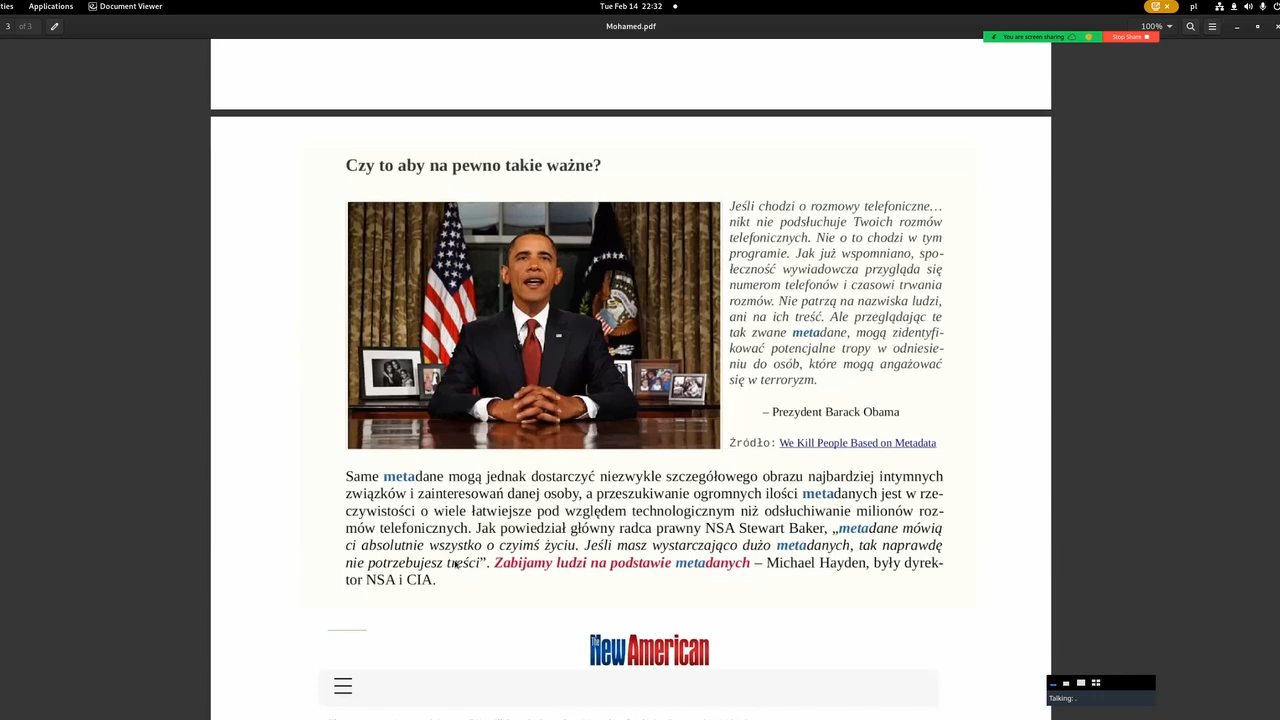 ties Applications Document Viewer Tue Feb 14 22:32 pl
3 of 3 Mohamed.pdf 100%
You are screen sharing Stop Share
Czy to aby na pewno takie ważne?
Jeśli chodzi o rozmowy telefoniczne…
nikt nie podsłuchuje Twoich rozmów
telefonicznych. Nie o to chodzi w tym
programie. Jak już wspomniano, spo-
łeczność wywiadowcza przygląda się
numerom telefonów i czasowi trwania
rozmów. Nie patrzą na nazwiska ludzi,
ani na ich treść. Ale przeglądając te
tak zwane metadane, mogą zidentyfi-
kować potencjalne tropy w odniesie-
niu do osób, które mogą angażować
się w terroryzm.
– Prezydent Barack Obama
Źródło: We Kill People Based on Metadata
Same metadane mogą jednak dostarczyć niezwykle szczegółowego obrazu najbardziej intymnych
związków i zainteresowań danej osoby, a przeszukiwanie ogromnych ilości metadanych jest w rze-
czywistości o wiele łatwiejsze pod względem technologicznym niż odsłuchiwanie milionów roz-
mów telefonicznych. Jak powiedział główny radca prawny NSA Stewart Baker, „metadane mówią
ci absolutnie wszystko o czyimś życiu. Jeśli masz wystarczająco dużo metadanych, tak naprawdę
nie potrzebujesz treści”. Zabijamy ludzi na podstawie metadanych – Michael Hayden, były dyrek-
tor NSA i CIA.
The New American
Talking: .